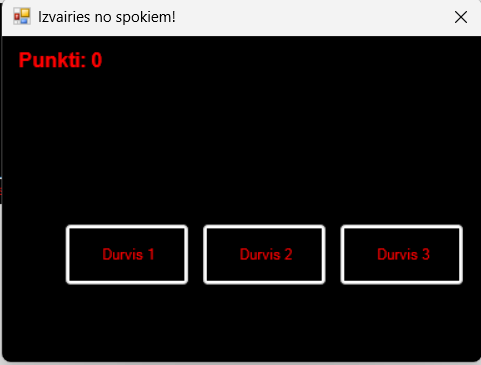 Izvairies no spokiem!
Punkti: 0
Durvis 1
Durvis 2
Durvis 3